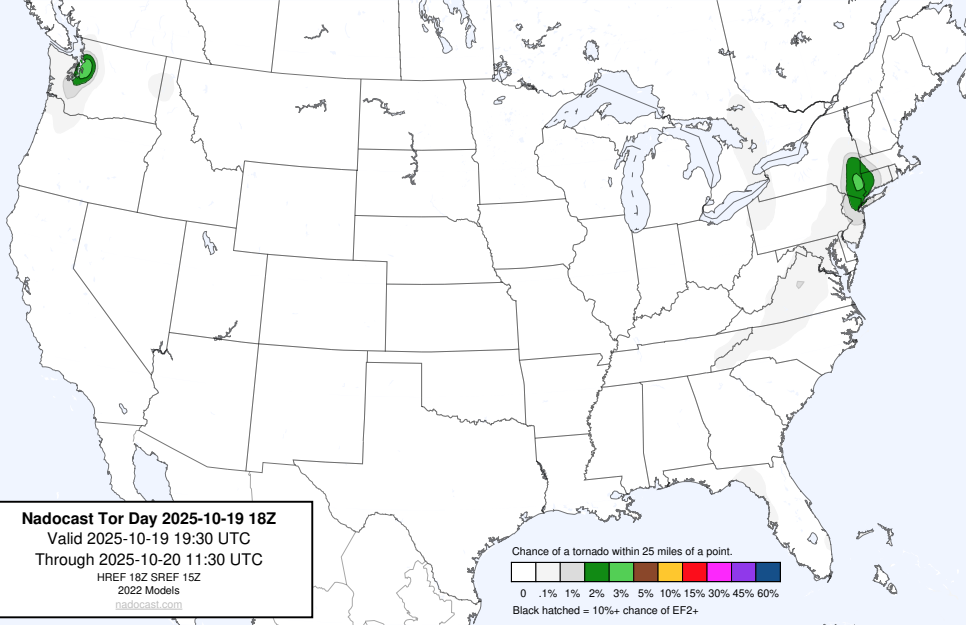 Nadocast Tor Day 2025-10-19 18Z
Valid 2025-10-19 19:30 UTC
Through 2025-10-20 11:30 UTC
HREF 18Z SREF 15Z
2022 Models
nadocast.com
Chance of a tornado within 25 miles of a point.
0 .1% 1% 2% 3% 5% 10% 15% 30% 45% 60%
Black hatched = 10%+ chance of EF2+